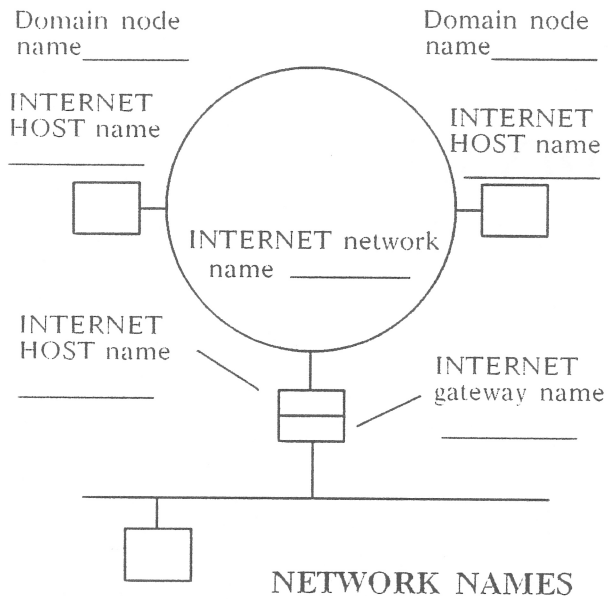 Domain node
name
Domain node
name
INTERNET
HOST name
INTERNET
HOST name
INTERNET network
name
INTERNET
HOST name
INTERNET
gateway name
NETWORK NAMES